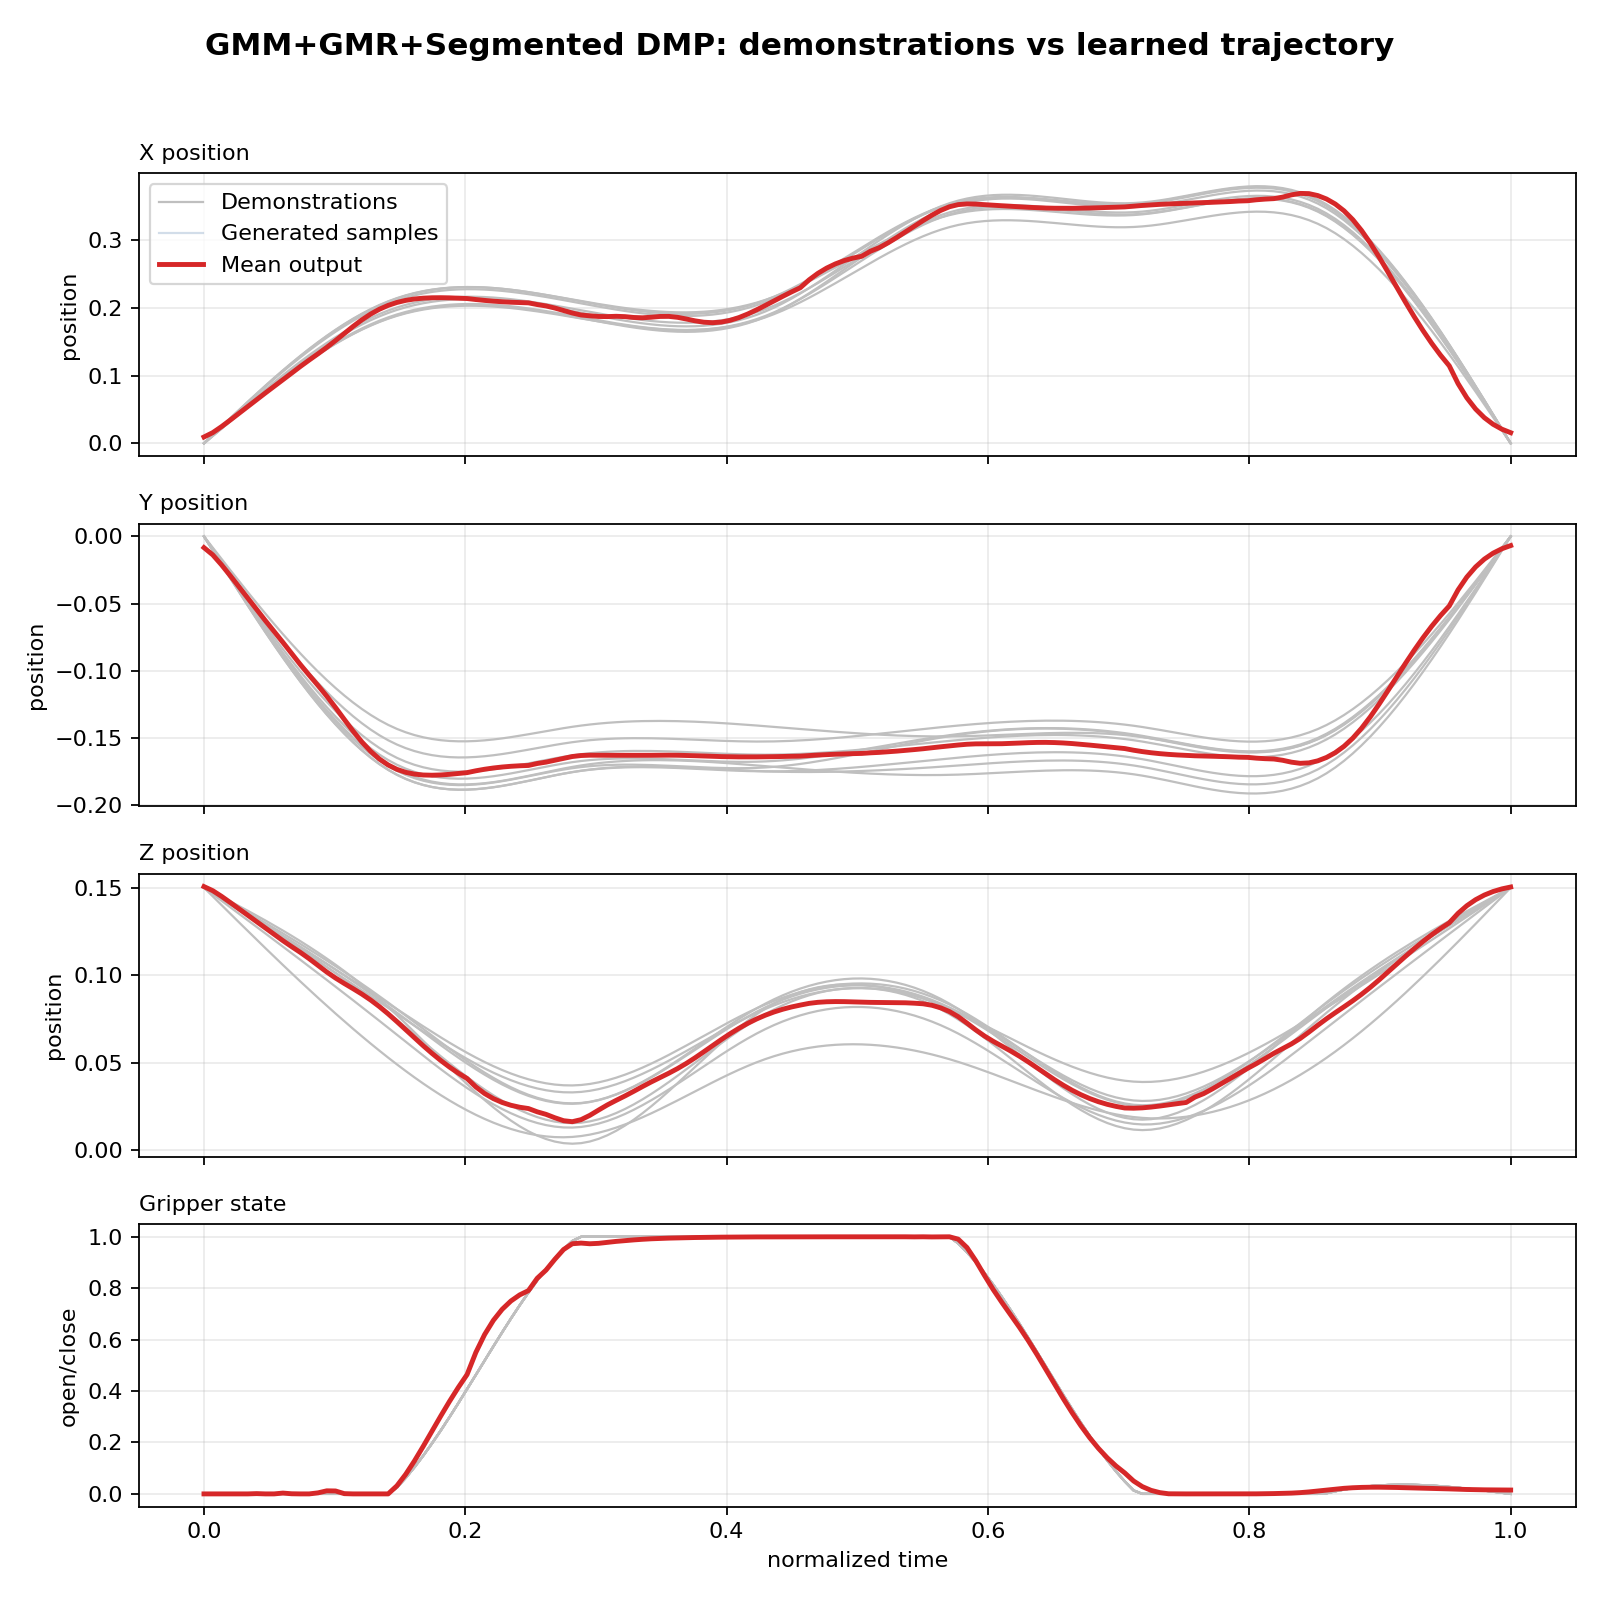 GMM+GMR+Segmented DMP: demonstrations vs learned trajectory
X position
Demonstrations
Generated samples
Mean output
position
0.3
0.2
0.1
0.0
Y position
position
0.00
−0.05
−0.10
−0.15
−0.20
Z position
position
0.15
0.10
0.05
0.00
Gripper state
open/close
1.0
0.8
0.6
0.4
0.2
0.0
0.0 0.2 0.4 0.6 0.8 1.0
normalized time